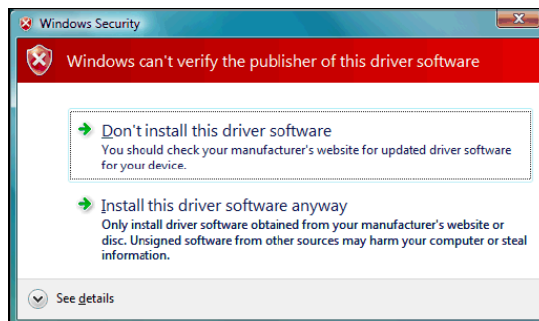 Windows Security
Windows can't verify the publisher of this driver software
Don't install this driver software
You should check your manufacturer's website for updated driver software
for your device.
Install this driver software anyway
Only install driver software obtained from your manufacturer's website or
disc. Unsigned software from other sources may harm your computer or steal
information.
See details